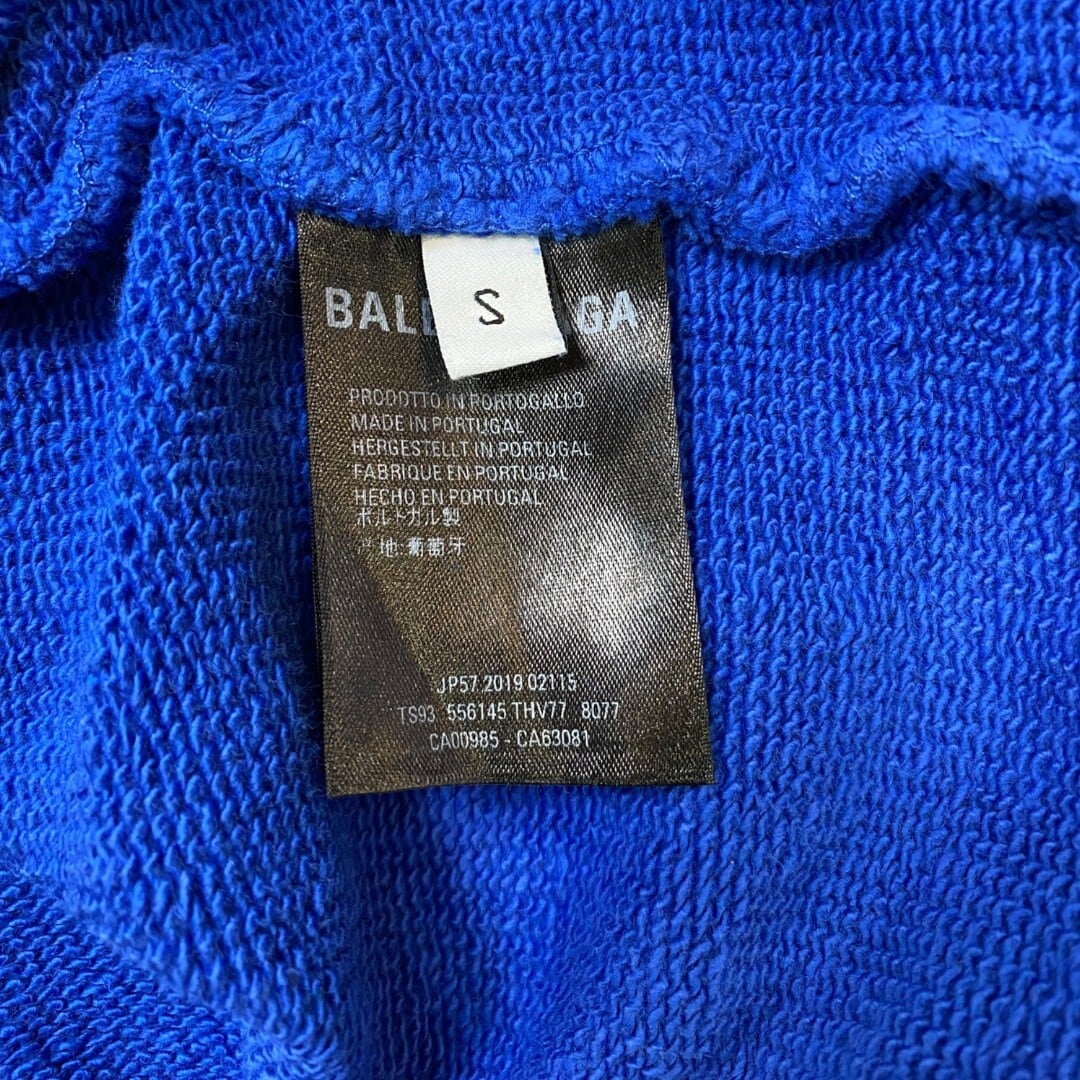 S
BAL GA
PRODOTTO IN PORTOGALLO
MADE IN PORTUGAL
HERGESTELLT IN PORTUGAL
FABRIQUE EN PORTUGAL
HECHO EN PORTUGAL
ポルトガル製
产地:葡萄牙
JP57 2019 02115
TS93 556145 THV77 8077
CA00985 - CA63081